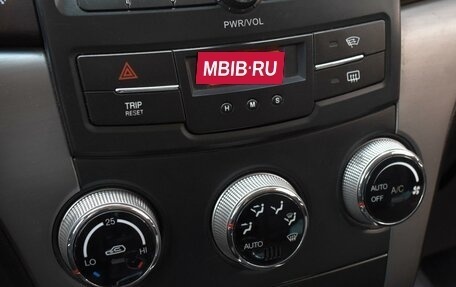 PWR/VOL
MBIB.RU
TRIP
RESET
H M S
25
LO HI
AUTO
AUTO
OFF
A/C